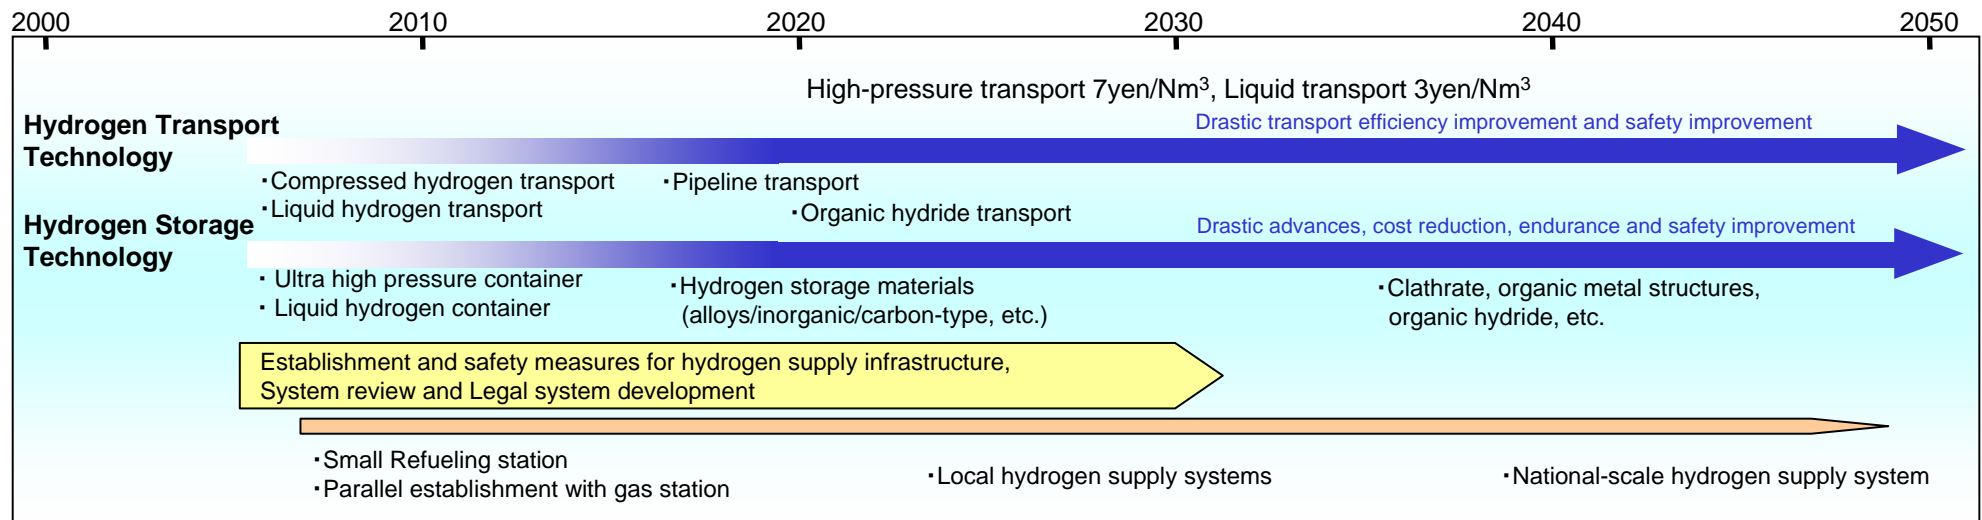 2000 2010 2020 2030 2040 2050
High-pressure transport 7yen/Nm³, Liquid transport 3yen/Nm³
Hydrogen Transport
Technology
Drastic transport efficiency improvement and safety improvement
・Compressed hydrogen transport
・Liquid hydrogen transport
・Pipeline transport
・Organic hydride transport
Hydrogen Storage
Technology
Drastic advances, cost reduction, endurance and safety improvement
・ Ultra high pressure container
・ Liquid hydrogen container
・Hydrogen storage materials
(alloys/inorganic/carbon-type, etc.)
・Clathrate, organic metal structures,
organic hydride, etc.
Establishment and safety measures for hydrogen supply infrastructure,
System review and Legal system development
・Small Refueling station
・Parallel establishment with gas station
・Local hydrogen supply systems
・National-scale hydrogen supply system